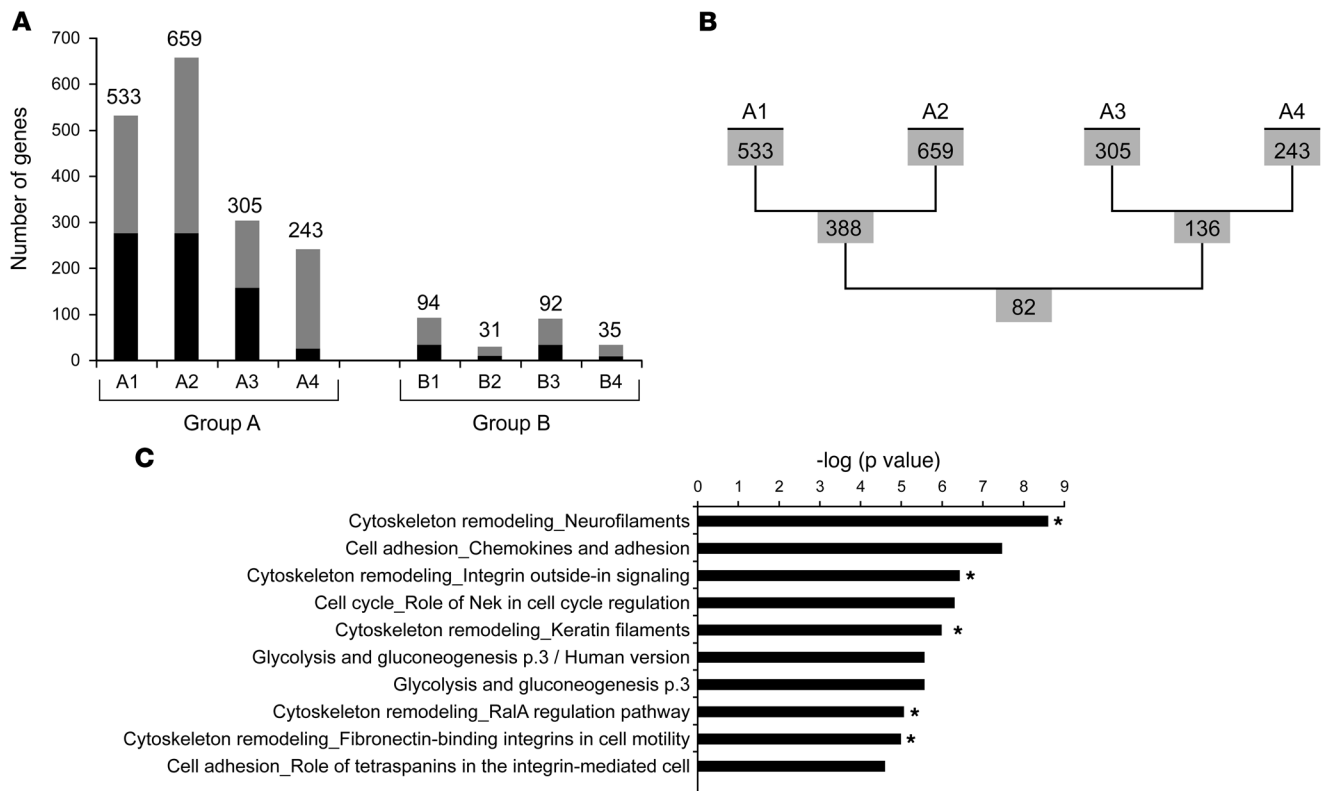 A
Number of genes
700
600
500
400
300
200
100
0
533
659
305
243
94
31
92
35
A1 A2 A3 A4 B1 B2 B3 B4
Group A Group B
B
A1 A2 A3 A4
533 659 305 243
388 136
82
C
-log (p value)
0 1 2 3 4 5 6 7 8 9
Cytoskeleton remodeling_Neurofilaments *
Cell adhesion_Chemokines and adhesion
Cytoskeleton remodeling_Integrin outside-in signaling *
Cell cycle_Role of Nek in cell cycle regulation
Cytoskeleton remodeling_Keratin filaments *
Glycolysis and gluconeogenesis p.3 / Human version
Glycolysis and gluconeogenesis p.3
Cytoskeleton remodeling_RalA regulation pathway *
Cytoskeleton remodeling_Fibronectin-binding integrins in cell motility *
Cell adhesion_Role of tetraspanins in the integrin-mediated cell